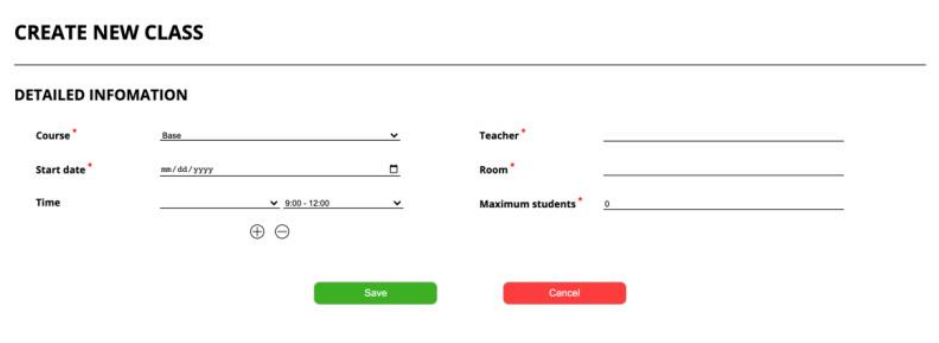 CREATE NEW CLASS
DETAILED INFOMATION
Course * Base Teacher *
Start date * mm/dd/yyyy Room *
Time 9:00 - 12:00 Maximum students * 0
Save Cancel